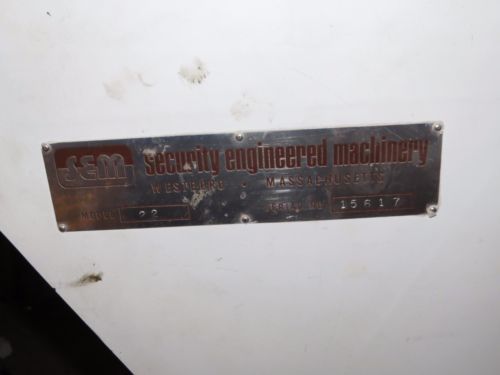 SEM security engineered machinery
WESTBORO · MASSACHUSETTS
MODEL 22 SERIAL NO. 15617